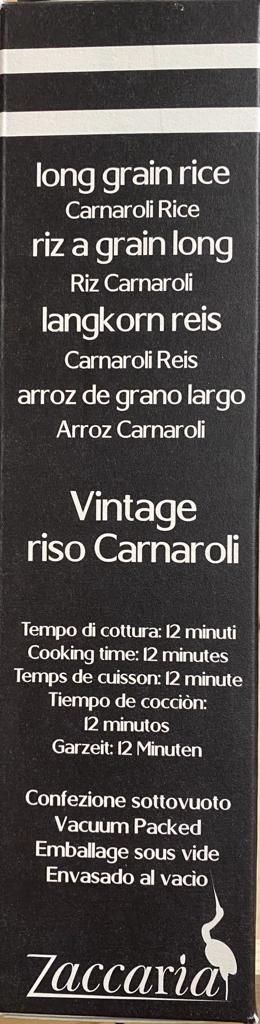 long grain rice
Carnaroli Rice
riz a grain long
Riz Carnaroli
langkorn reis
Carnaroli Reis
arroz de grano largo
Arroz Carnaroli
Vintage
riso Carnaroli
Tempo di cottura: 12 minuti
Cooking time: 12 minutes
Temps de cuisson: 12 minute
Tiempo de cocciòn:
12 minutos
Garzeit: 12 Minuten
Confezione sottovuoto
Vacuum Packed
Emballage sous vide
Envasado al vacio
Zaccaria